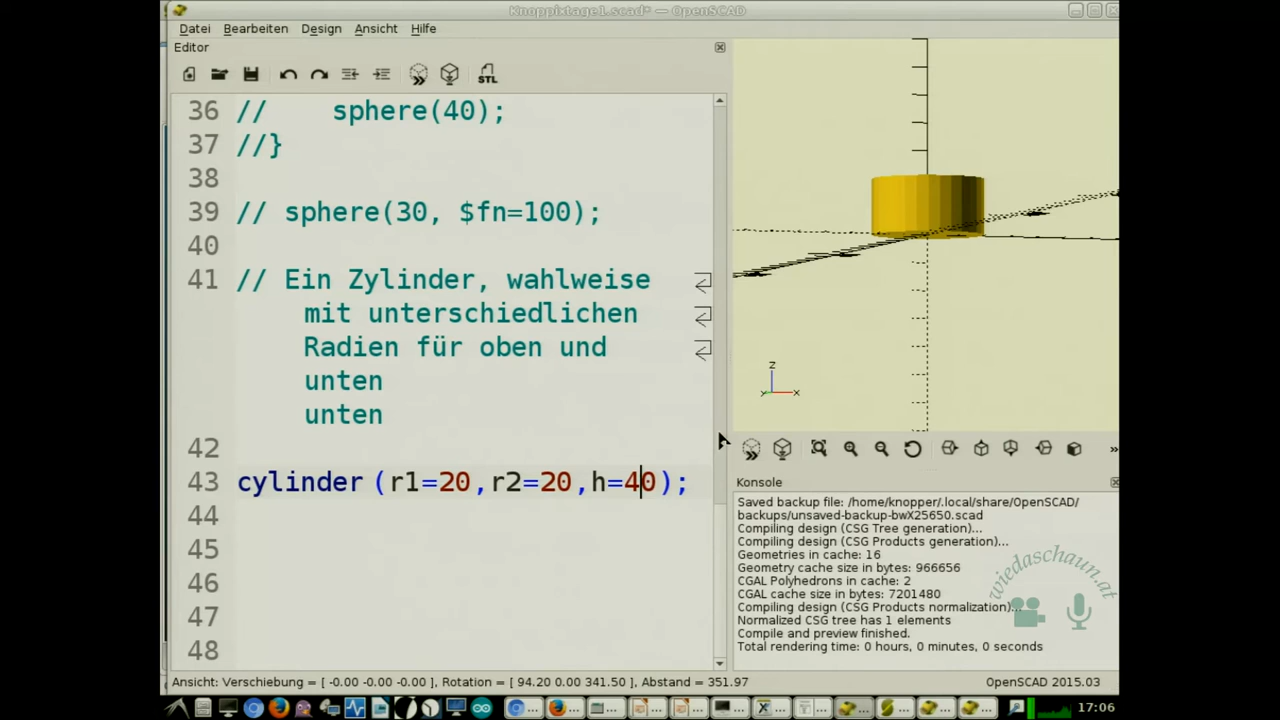 Knoppixtage1.scad* — OpenSCAD
Datei Bearbeiten Design Ansicht Hilfe
Editor
STL
36 //    sphere(40);
37 //}
38
39 // sphere(30, $fn=100);
40
41 // Ein Zylinder, wahlweise
mit unterschiedlichen
Radien für oben und
unten
unten
42
43 cylinder (r1=20,r2=20,h=40);
44
45
46
47
48
z
x
Konsole
Saved backup file: /home/knopper/.local/share/OpenSCAD/
backups/unsaved-backup-bwX25650.scad
Compiling design (CSG Tree generation)...
Compiling design (CSG Products generation)...
Geometries in cache: 16
Geometry cache size in bytes: 966656
CGAL Polyhedrons in cache: 2
CGAL cache size in bytes: 7201480
Compiling design (CSG Products normalization)...
Normalized CSG tree has 1 elements
Compile and preview finished.
Total rendering time: 0 hours, 0 minutes, 0 seconds
wiedaschaun.at
Ansicht: Verschiebung = [ -0.00 -0.00 -0.00 ], Rotation = [ 94.20 0.00 341.50 ], Abstand = 351.97
OpenSCAD 2015.03
17:06